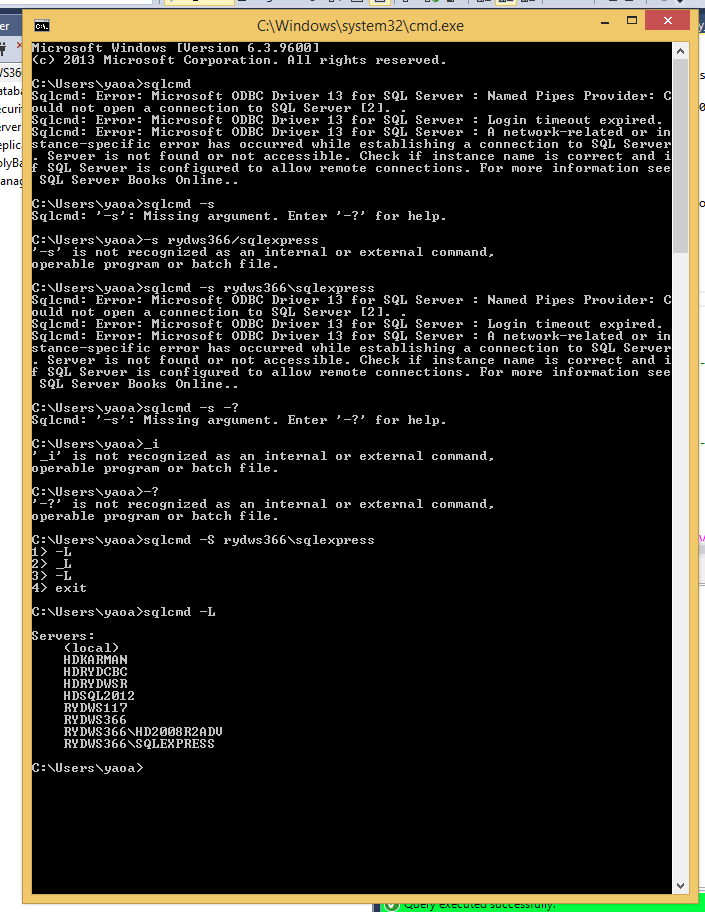 C:\Windows\system32\cmd.exe
Microsoft Windows [Version 6.3.9600]
(c) 2013 Microsoft Corporation. All rights reserved.
C:\Users\yaoa>sqlcmd
Sqlcmd: Error: Microsoft ODBC Driver 13 for SQL Server : Named Pipes Provider: C
ould not open a connection to SQL Server [2]. .
Sqlcmd: Error: Microsoft ODBC Driver 13 for SQL Server : Login timeout expired.
Sqlcmd: Error: Microsoft ODBC Driver 13 for SQL Server : A network-related or in
stance-specific error has occurred while establishing a connection to SQL Server
. Server is not found or not accessible. Check if instance name is correct and i
f SQL Server is configured to allow remote connections. For more information see
 SQL Server Books Online..
C:\Users\yaoa>sqlcmd -s
Sqlcmd: '-s': Missing argument. Enter '-?' for help.
C:\Users\yaoa>-s rydws366/sqlexpress
'-s' is not recognized as an internal or external command,
operable program or batch file.
C:\Users\yaoa>sqlcmd -s rydws366\sqlexpress
Sqlcmd: Error: Microsoft ODBC Driver 13 for SQL Server : Named Pipes Provider: C
ould not open a connection to SQL Server [2]. .
Sqlcmd: Error: Microsoft ODBC Driver 13 for SQL Server : Login timeout expired.
Sqlcmd: Error: Microsoft ODBC Driver 13 for SQL Server : A network-related or in
stance-specific error has occurred while establishing a connection to SQL Server
. Server is not found or not accessible. Check if instance name is correct and i
f SQL Server is configured to allow remote connections. For more information see
 SQL Server Books Online..
C:\Users\yaoa>sqlcmd -s -?
Sqlcmd: '-s': Missing argument. Enter '-?' for help.
C:\Users\yaoa>_i
'_i' is not recognized as an internal or external command,
operable program or batch file.
C:\Users\yaoa>-?
'-?' is not recognized as an internal or external command,
operable program or batch file.
C:\Users\yaoa>sqlcmd -S rydws366\sqlexpress
1> -L
2> _L
3> -L
4> exit
C:\Users\yaoa>sqlcmd -L
Servers:
    (local)
    HDKARMAN
    HDRYDCBC
    HDRYDWSR
    HDSQL2012
    RYDWS117
    RYDWS366
    RYDWS366\HD2008R2ADV
    RYDWS366\SQLEXPRESS
C:\Users\yaoa>
Query executed successfully.